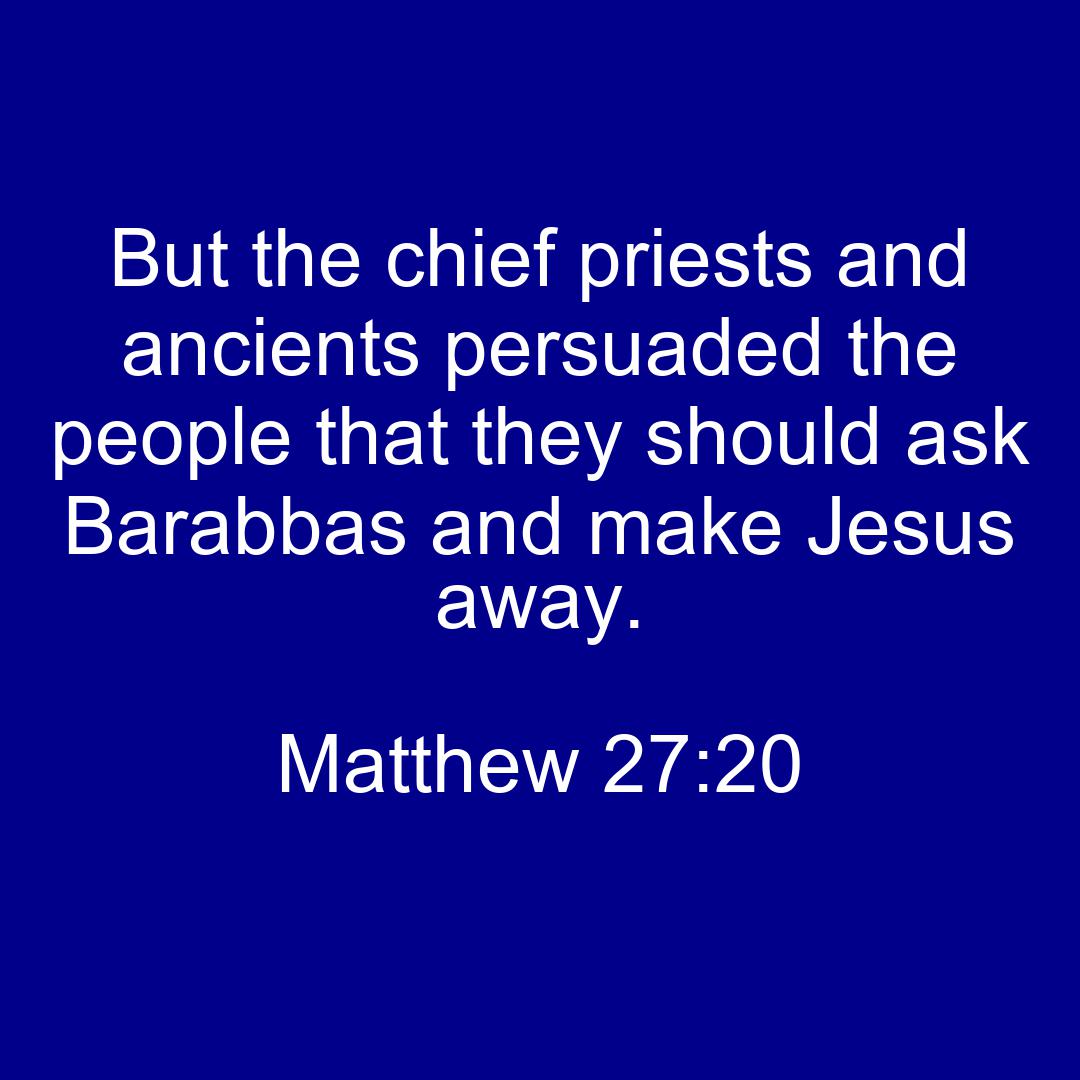 But the chief priests and
ancients persuaded the
people that they should ask
Barabbas and make Jesus
away.
Matthew 27:20